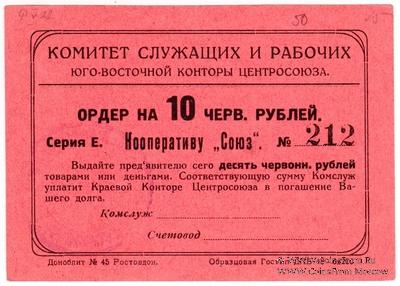 50
КОМИТЕТ СЛУЖАЩИХ И РАБОЧИХ
ЮГО-ВОСТОЧНОЙ КОНТОРЫ ЦЕНТРОСОЮЗА.
ОРДЕР НА 10 ЧЕРВ. РУБЛЕЙ.
Серия Е. Кооперативу „Союз". № 212
Выдайте пред'явителю сего десять червонн. рублей
товарами или деньгами. Соответствующую сумму Комслуж
уплатит Краевой Конторе Центросоюза в погашение Ва-
шего долга.
Комслуж
Счетовод
Доноблит № 45 Ростовдон. Образцовая